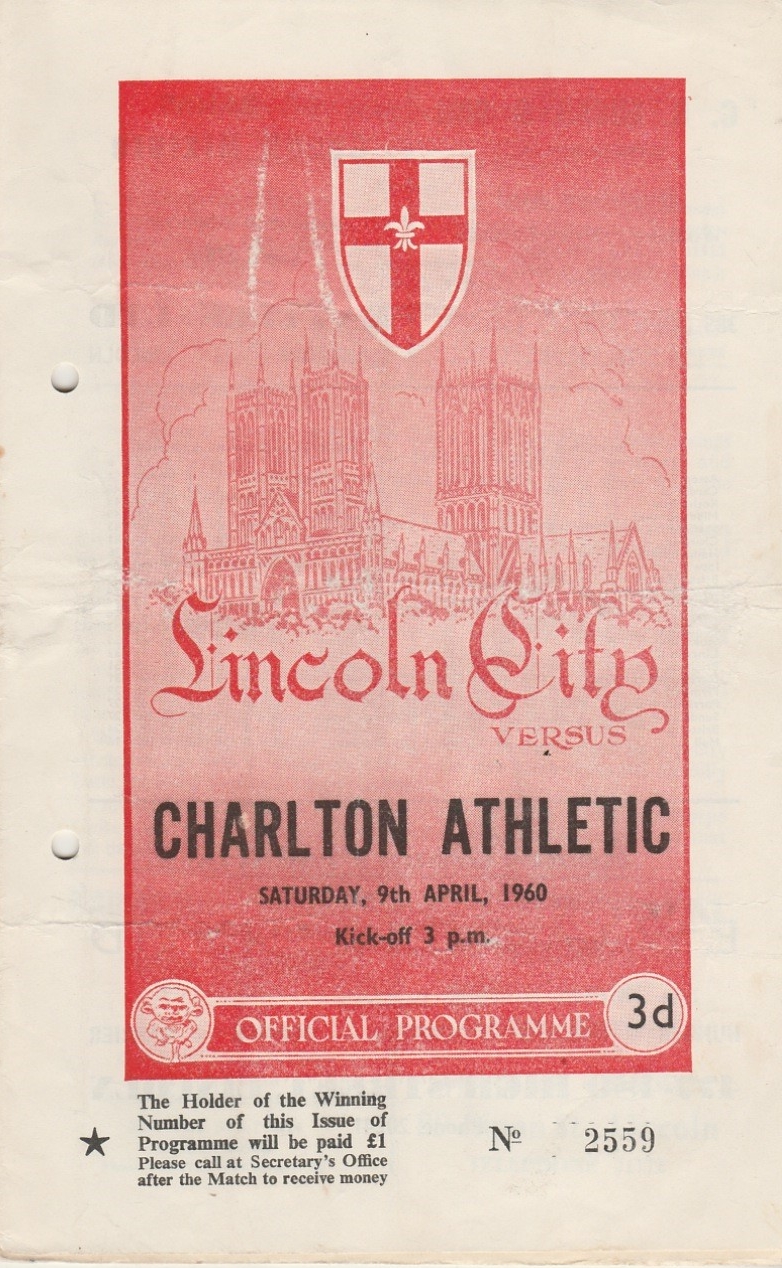 Lincoln City
VERSUS
CHARLTON ATHLETIC
SATURDAY, 9th APRIL, 1960
Kick-off 3 p.m.
OFFICIAL PROGRAMME
3d
The Holder of the Winning
Number of this Issue of
Programme will be paid £1
Please call at Secretary's Office
after the Match to receive money
Nº 2559